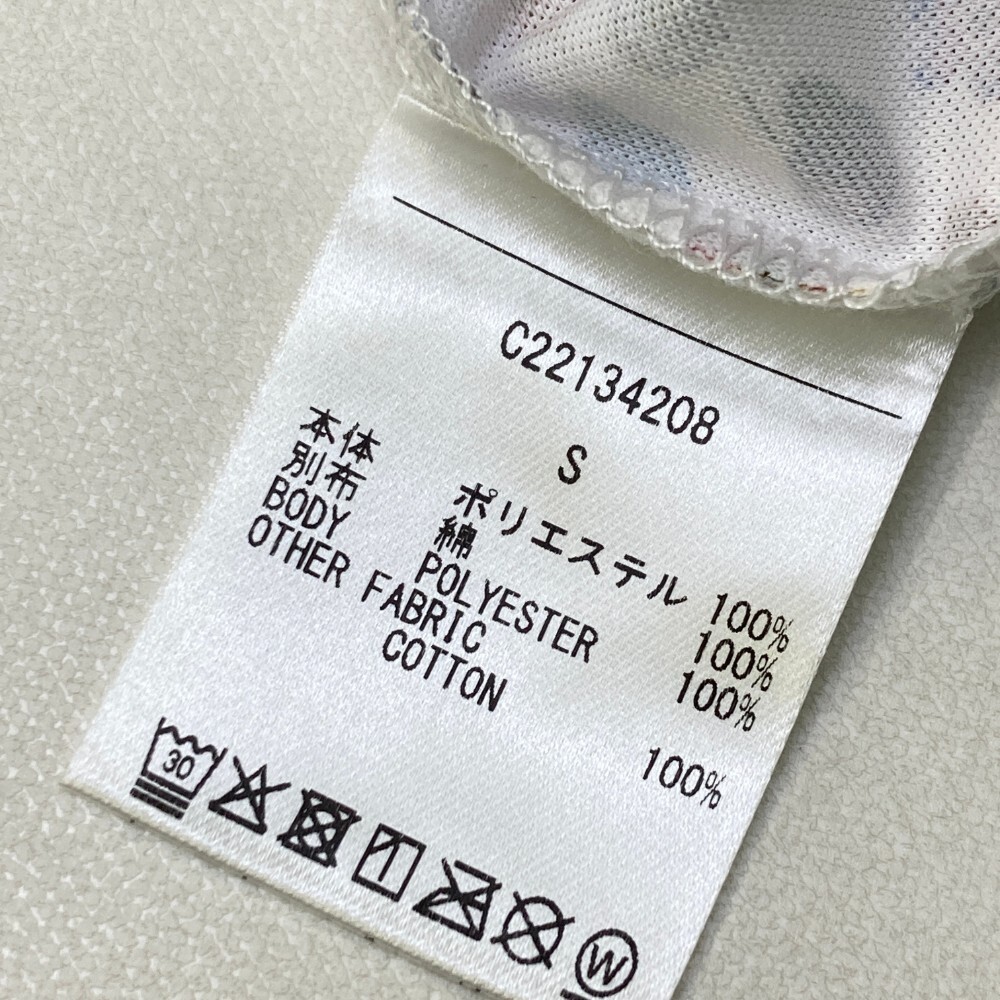 C22134208
S
本体 ポリエステル 100%
別布 綿 100%
BODY POLYESTER 100%
OTHER FABRIC
COTTON 100%
30
W